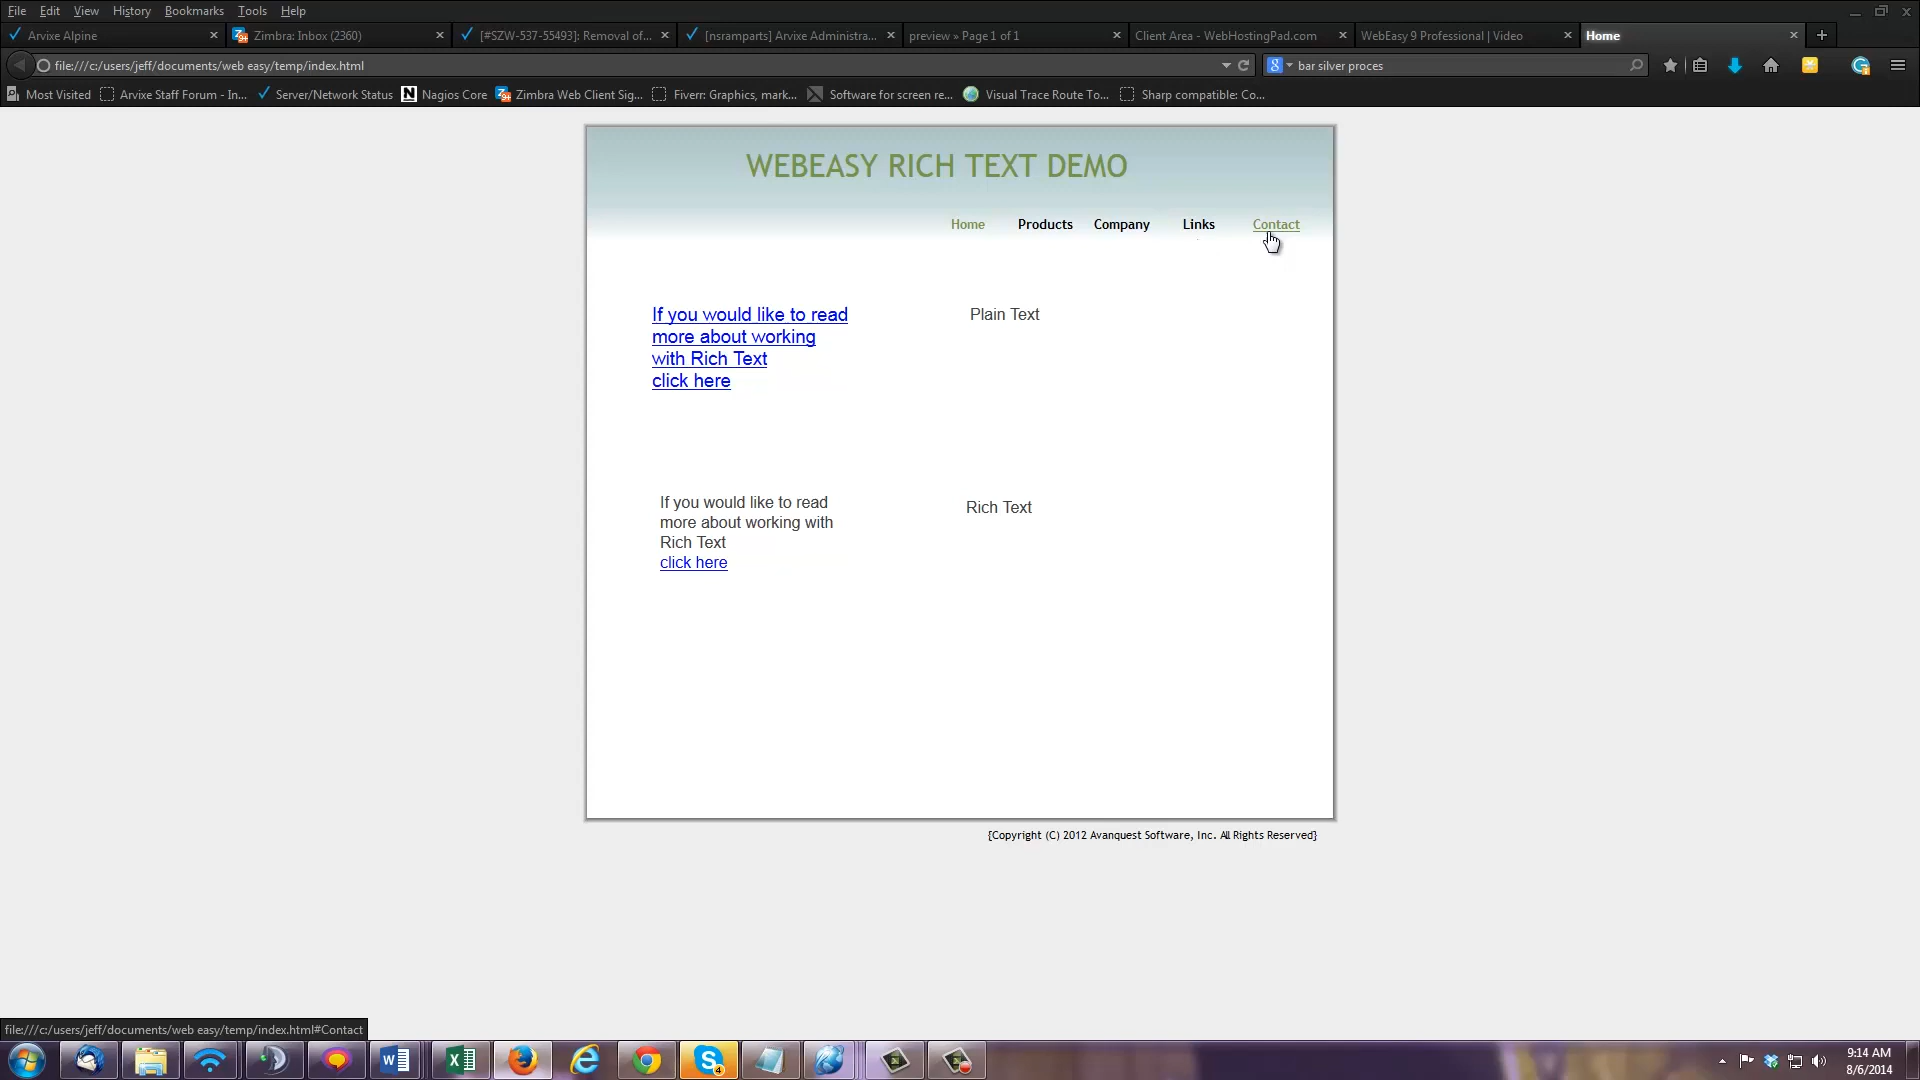 File Edit View History Bookmarks Tools Help
Arvixe Alpine
Zimbra: Inbox (2360)
[#SZW-537-55493]: Removal of...
[nsramparts] Arvixe Administra...
preview » Page 1 of 1
Client Area - WebHostingPad.com
WebEasy 9 Professional | Video
Home
file:///c:/users/jeff/documents/web easy/temp/index.html
bar silver proces
Most Visited
Arvixe Staff Forum - In...
Server/Network Status
Nagios Core
Zimbra Web Client Sig...
Fiverr: Graphics, mark...
Software for screen re...
Visual Trace Route To...
Sharp compatible: Co...
WEBEASY RICH TEXT DEMO
Home Products Company Links Contact
If you would like to read
more about working
with Rich Text
click here
Plain Text
If you would like to read
more about working with
Rich Text
click here
Rich Text
{Copyright (C) 2012 Avanquest Software, Inc. All Rights Reserved}
file:///c:/users/jeff/documents/web easy/temp/index.html#Contact
9:14 AM
8/6/2014